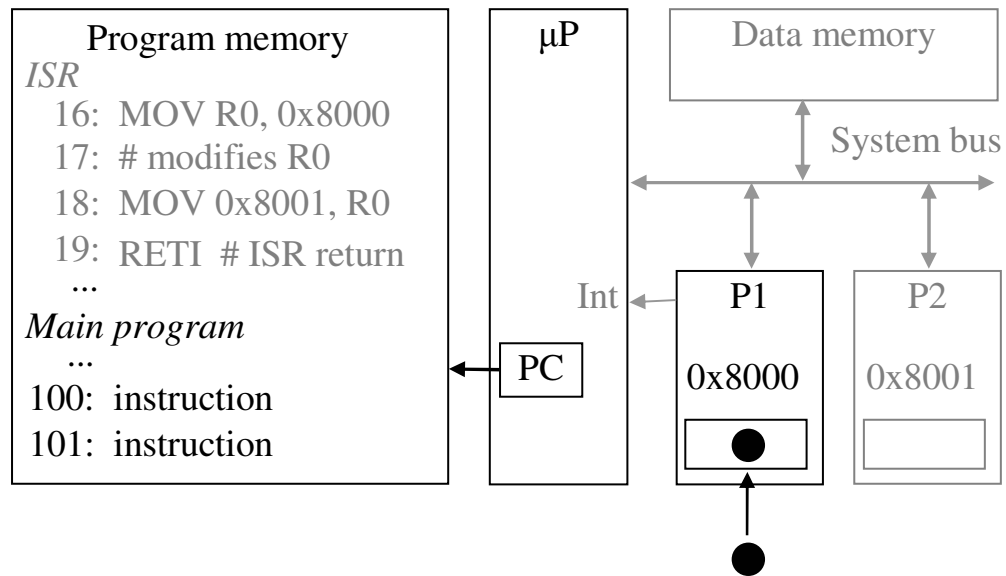 Program memory
ISR
16: MOV R0, 0x8000
17: # modifies R0
18: MOV 0x8001, R0
19: RETI # ISR return
...
Main program
...
100: instruction
101: instruction
μP
PC
Int
Data memory
System bus
P1
0x8000
P2
0x8001